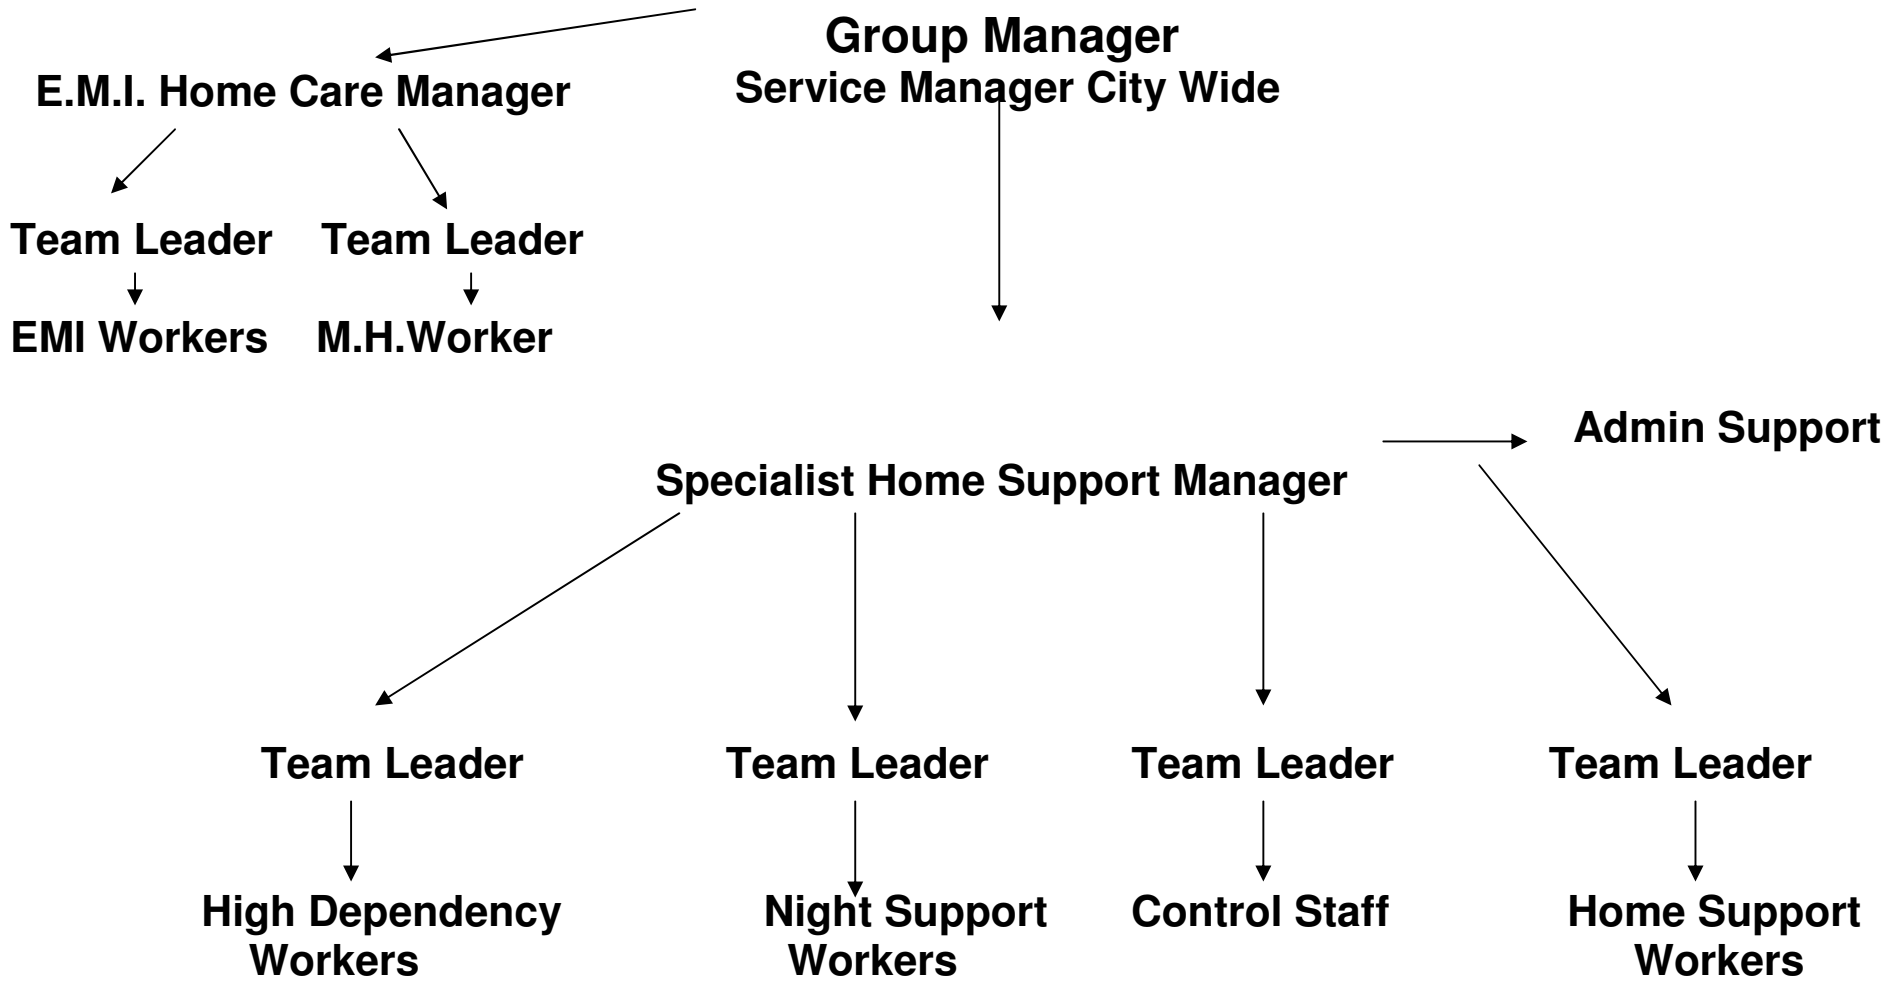 Group Manager
Service Manager City Wide
E.M.I. Home Care Manager
Team Leader
Team Leader
EMI Workers
M.H.Worker
Admin Support
Specialist Home Support Manager
Team Leader
Team Leader
Team Leader
Team Leader
High Dependency
Workers
Night Support
Workers
Control Staff
Home Support
Workers